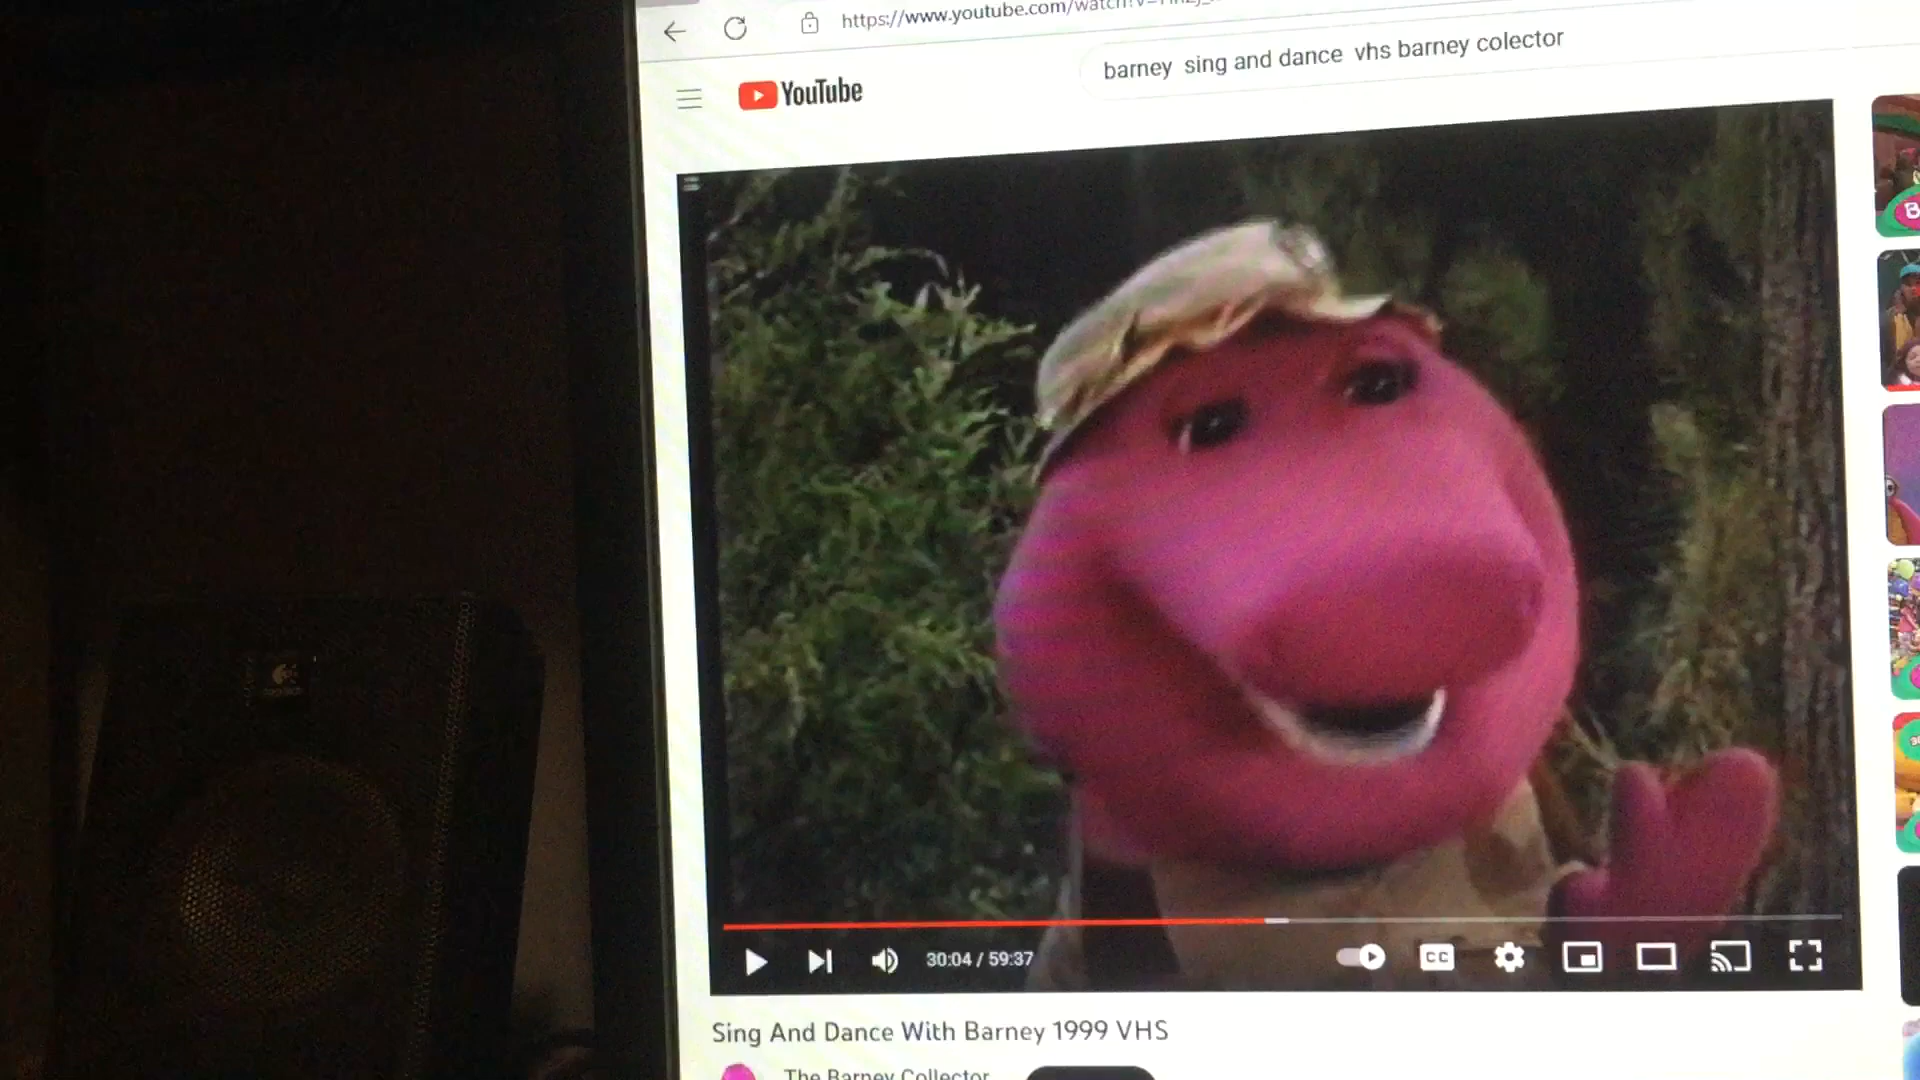 https://www.youtube.com/watch?v=
barney sing and dance vhs barney colector
YouTube
30:04 / 59:37
CC
Sing And Dance With Barney 1999 VHS
The Barney Collector